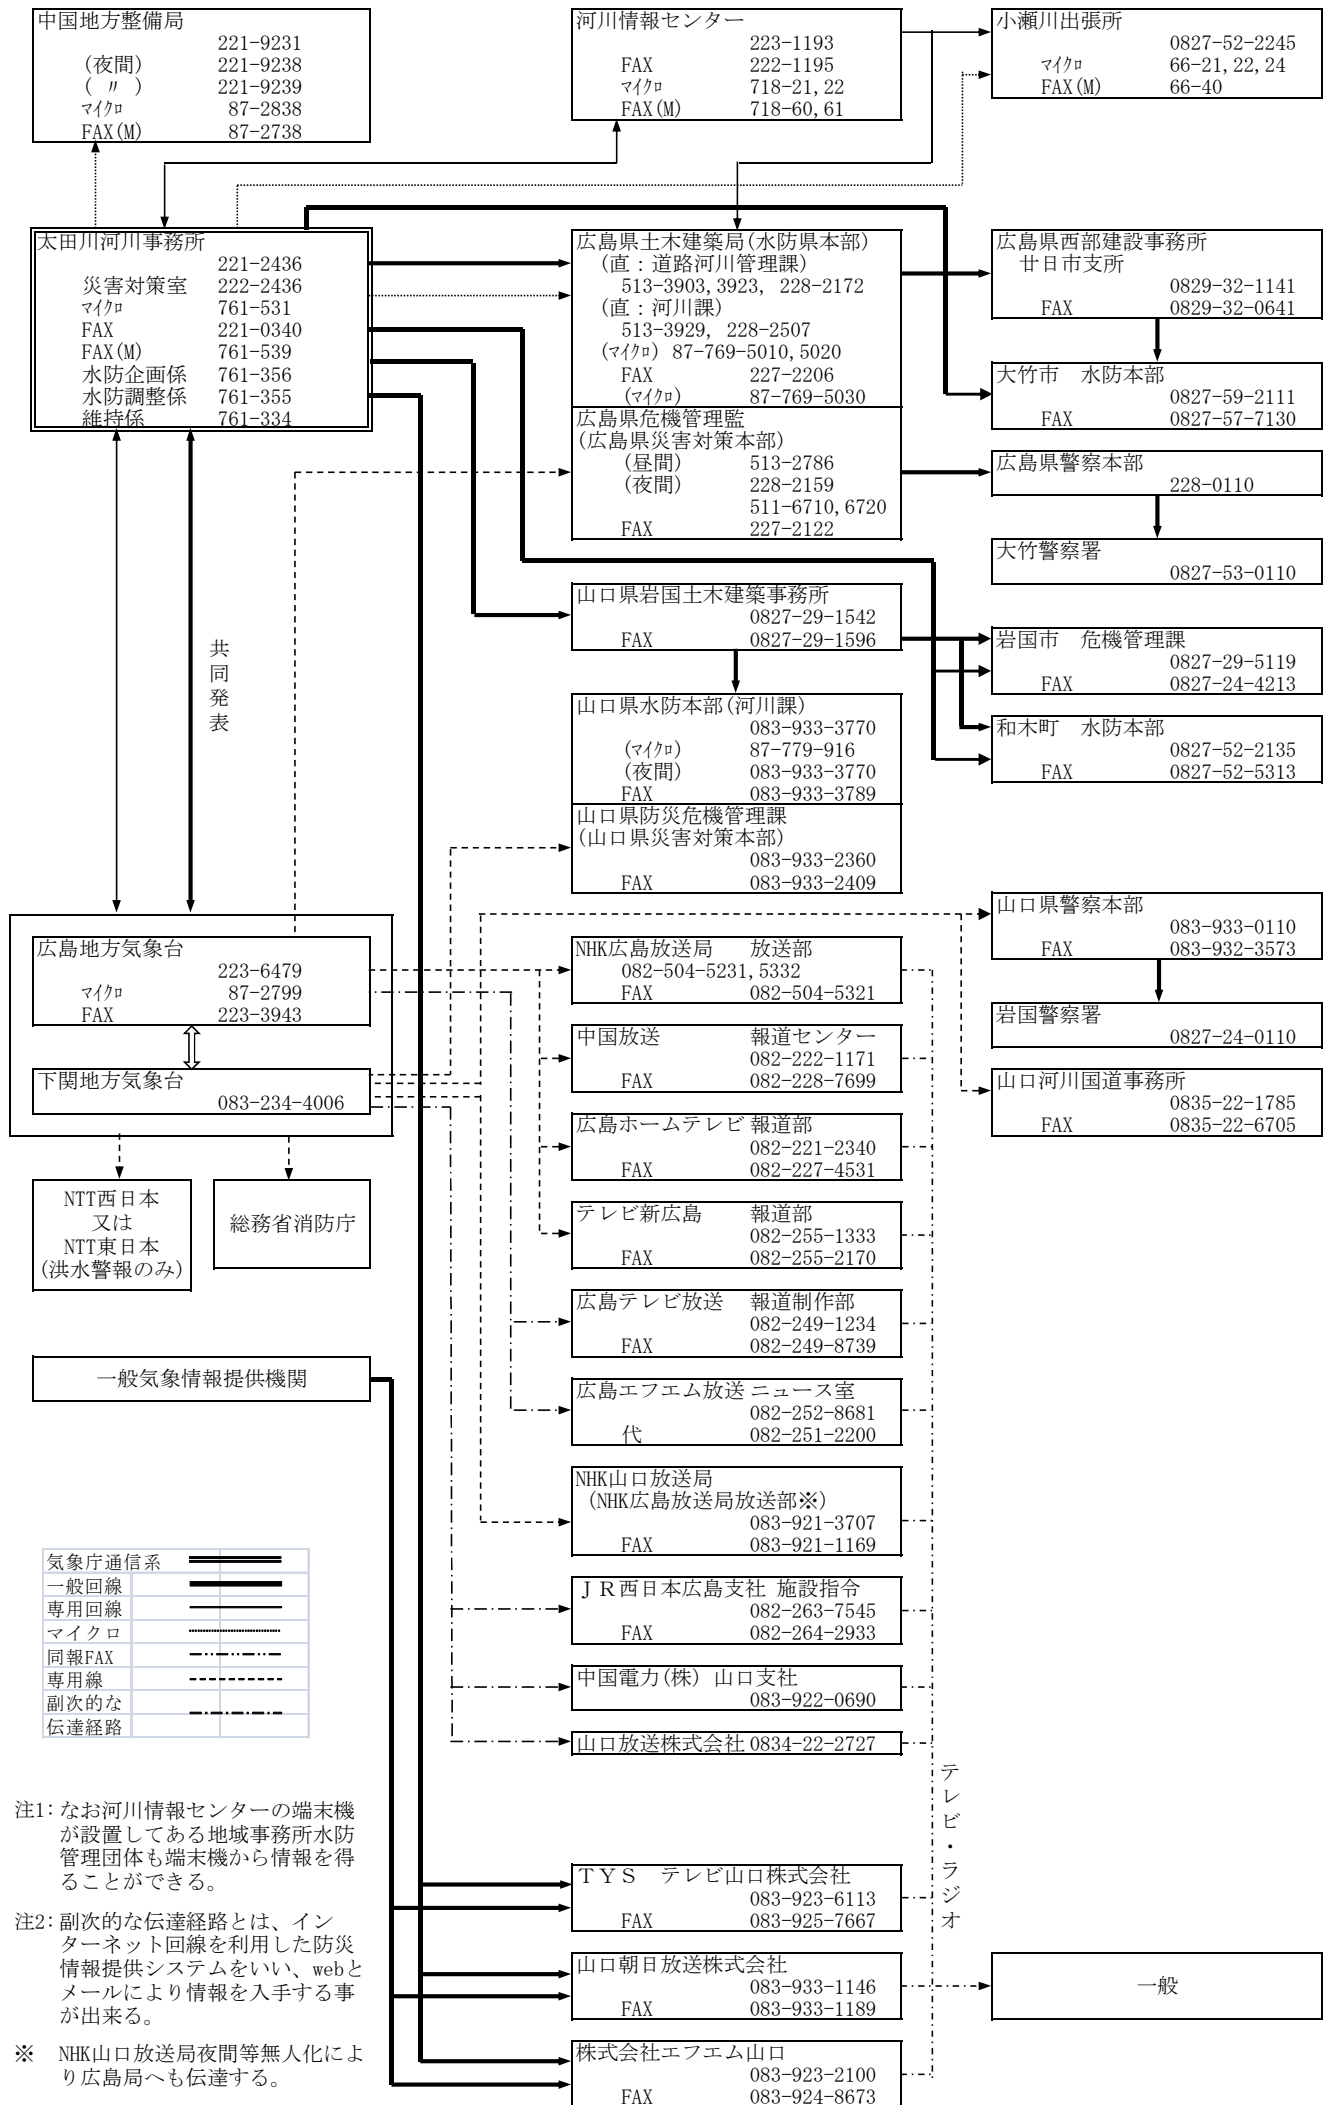 中国地方整備局
221-9231
(夜間) 221-9238
( 〃 ) 221-9239
マイクロ 87-2838
FAX(M) 87-2738
河川情報センター
223-1193
FAX 222-1195
マイクロ 718-21,22
FAX(M) 718-60,61
小瀬川出張所
0827-52-2245
マイクロ 66-21,22,24
FAX(M) 66-40
太田川河川事務所
221-2436
災害対策室 222-2436
マイクロ 761-531
FAX 221-0340
FAX(M) 761-539
水防企画係 761-356
水防調整係 761-355
維持係 761-334
広島県土木建築局(水防県本部)
(直：道路河川管理課)
513-3903,3923, 228-2172
(直：河川課)
513-3929, 228-2507
(マイクロ) 87-769-5010,5020
FAX 227-2206
(マイクロ) 87-769-5030
広島県危機管理監
(広島県災害対策本部)
(昼間) 513-2786
(夜間) 228-2159
511-6710,6720
FAX 227-2122
広島県西部建設事務所
廿日市支所
0829-32-1141
FAX 0829-32-0641
大竹市 水防本部
0827-59-2111
FAX 0827-57-7130
広島県警察本部
228-0110
大竹警察署
0827-53-0110
山口県岩国土木建築事務所
0827-29-1542
FAX 0827-29-1596
岩国市 危機管理課
0827-29-5119
FAX 0827-24-4213
共同発表
山口県水防本部(河川課)
083-933-3770
(マイクロ) 87-779-916
(夜間) 083-933-3770
FAX 083-933-3789
山口県防災危機管理課
(山口県災害対策本部)
083-933-2360
FAX 083-933-2409
和木町 水防本部
0827-52-2135
FAX 0827-52-5313
山口県警察本部
083-933-0110
FAX 083-932-3573
岩国警察署
0827-24-0110
山口河川国道事務所
0835-22-1785
FAX 0835-22-6705
広島地方気象台
223-6479
マイクロ 87-2799
FAX 223-3943
下関地方気象台
083-234-4006
NTT西日本
又は
NTT東日本
(洪水警報のみ)
総務省消防庁
一般気象情報提供機関
NHK広島放送局 放送部
082-504-5231,5332
FAX 082-504-5321
中国放送 報道センター
082-222-1171
FAX 082-228-7699
広島ホームテレビ 報道部
082-221-2340
FAX 082-227-4531
テレビ新広島 報道部
082-255-1333
FAX 082-255-2170
広島テレビ放送 報道制作部
082-249-1234
FAX 082-249-8739
広島エフエム放送 ニュース室
082-252-8681
代 082-251-2200
NHK山口放送局
(NHK広島放送局放送部※)
083-921-3707
FAX 083-921-1169
ＪＲ西日本広島支社 施設指令
082-263-7545
FAX 082-264-2933
中国電力(株) 山口支社
083-922-0690
山口放送株式会社 0834-22-2727
テレビ・ラジオ
ＴＹＳ テレビ山口株式会社
083-923-6113
FAX 083-925-7667
山口朝日放送株式会社
083-933-1146
FAX 083-933-1189
株式会社エフエム山口
083-923-2100
FAX 083-924-8673
一般
気象庁通信系
一般回線
専用回線
マイクロ
同報FAX
専用線
副次的な
伝達経路
注1：なお河川情報センターの端末機
が設置してある地域事務所水防
管理団体も端末機から情報を得
ることができる。
注2：副次的な伝達経路とは、イン
ターネット回線を利用した防災
情報提供システムをいい、webと
メールにより情報を入手する事
が出来る。
※ NHK山口放送局夜間等無人化によ
り広島局へも伝達する。